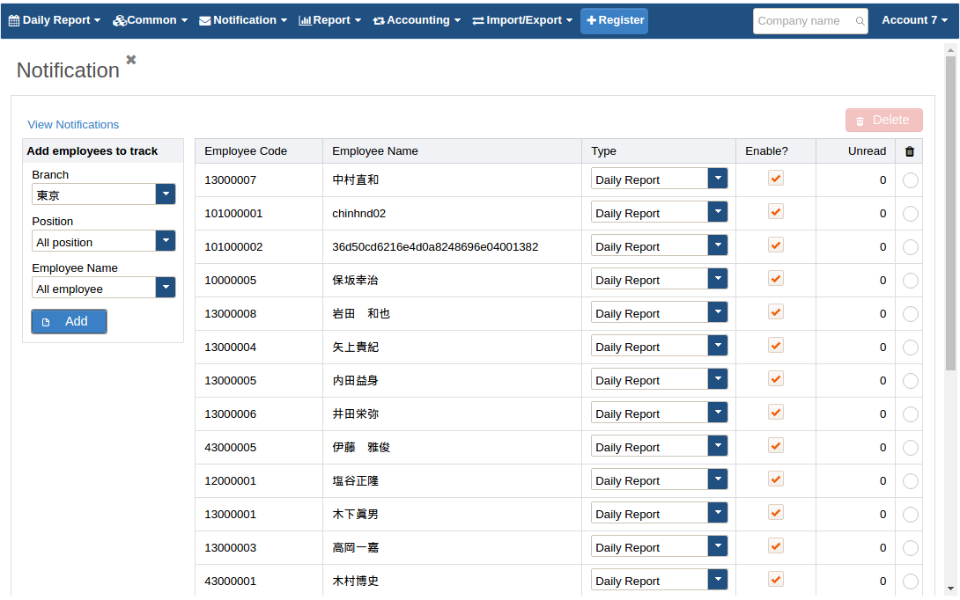 Daily Report Common Notification Report Accounting Import/Export Register Company name Account 7
Notification
View Notifications
Delete
Add employees to track
Branch
東京
Position
All position
Employee Name
All employee
Add
Employee Code Employee Name Type Enable? Unread
13000007 中村直和 Daily Report 0
101000001 chinhnd02 Daily Report 0
101000002 36d50cd6216e4d0a8248696e04001382 Daily Report 0
10000005 保坂幸治 Daily Report 0
13000008 岩田　和也 Daily Report 0
13000004 矢上貴紀 Daily Report 0
13000005 内田益身 Daily Report 0
13000006 井田栄弥 Daily Report 0
43000005 伊藤　雅俊 Daily Report 0
12000001 塩谷正隆 Daily Report 0
13000001 木下眞男 Daily Report 0
13000003 高岡一嘉 Daily Report 0
43000001 木村博史 Daily Report 0